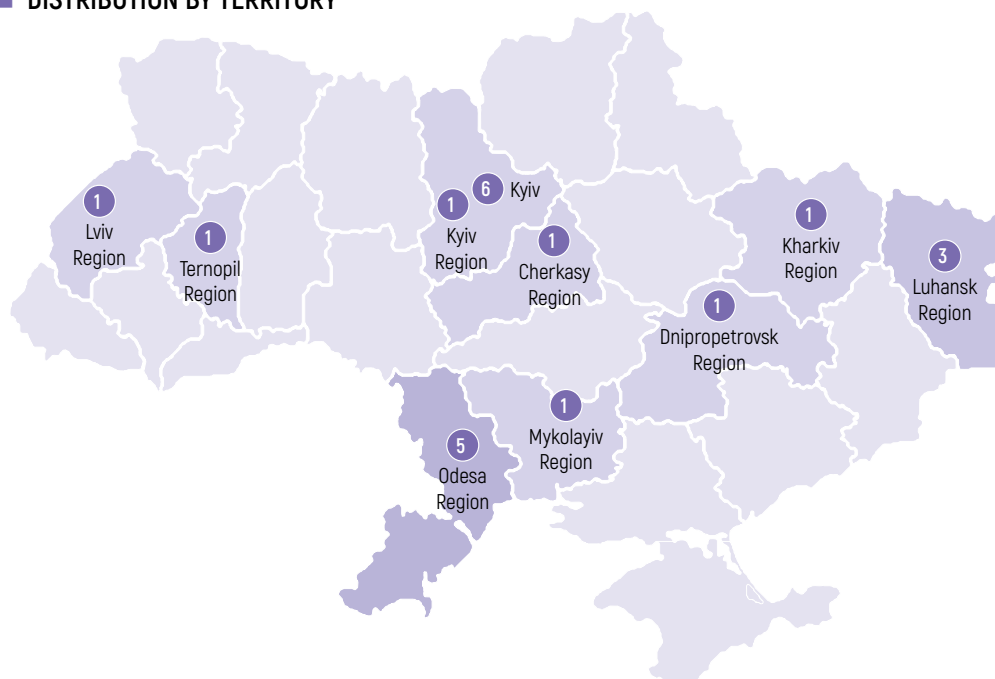 DISTRIBUTION BY TERRITORY
1
Lviv
Region
1
Ternopil
Region
1
Kyiv
Region
6 Kyiv
1
Cherkasy
Region
1
Kharkiv
Region
3
Luhansk
Region
1
Dnipropetrovsk
Region
1
Mykolayiv
Region
5
Odesa
Region